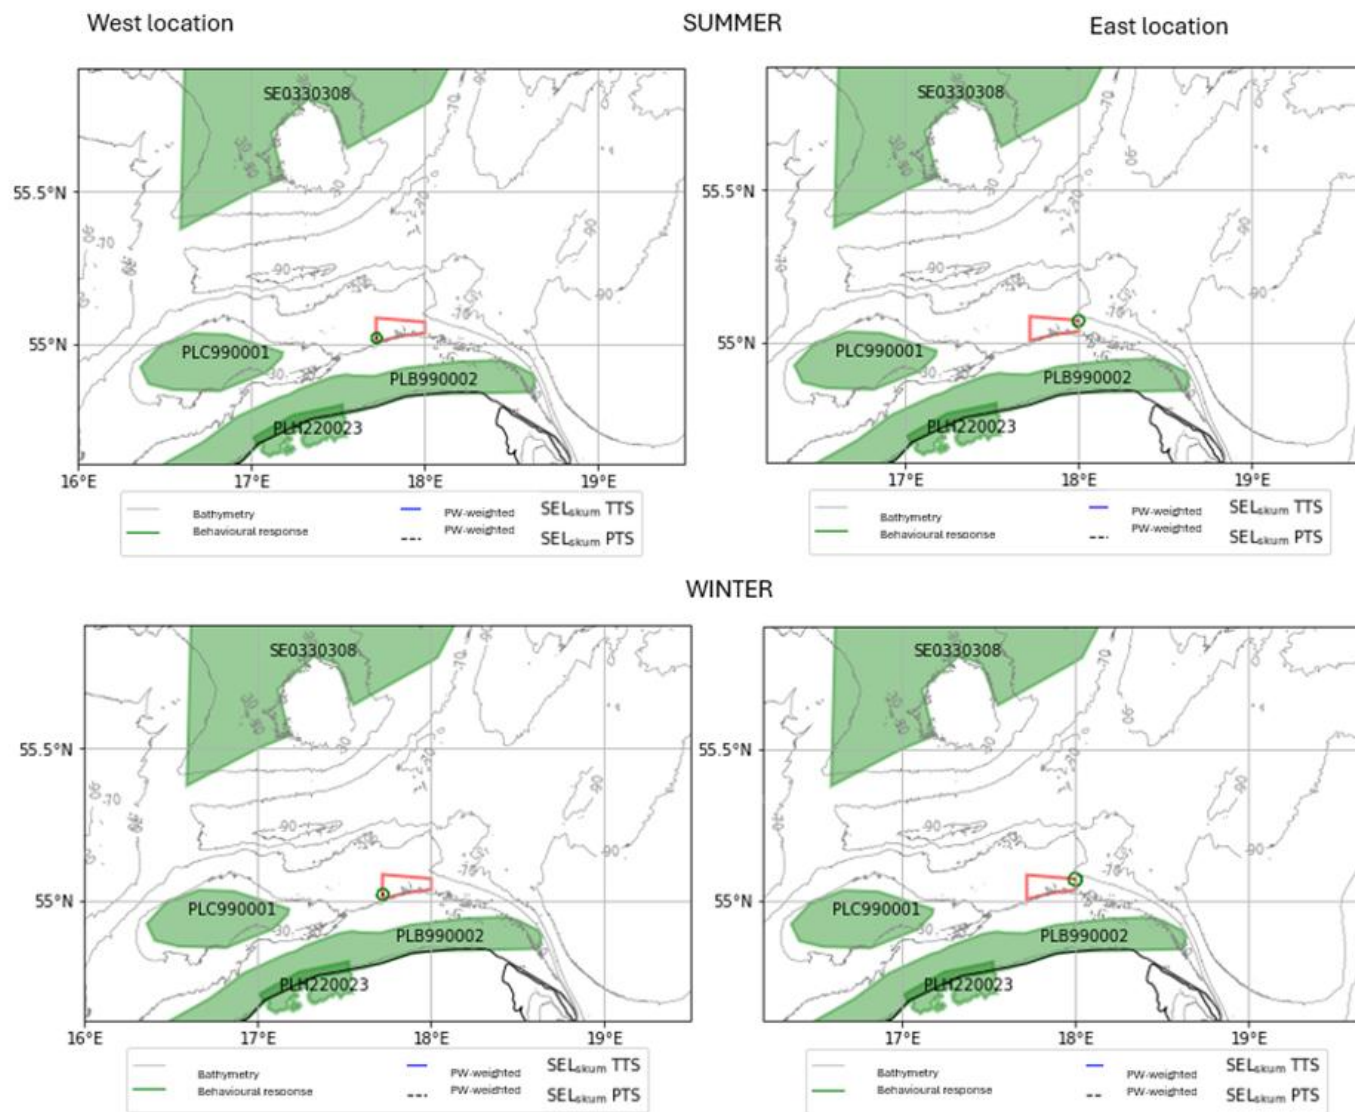 West location
SUMMER
East location
SE0330308
SE0330308
55.5°N
55.5°N
55°N
55°N
PLC990001
PLC990001
PLB990002
PLB990002
PLH220023
PLH220023
16°E
17°E
18°E
19°E
17°E
18°E
19°E
Bathymetry
Behavioural response
PW-weighted SELskum TTS
PW-weighted SELskum PTS
Bathymetry
Behavioural response
PW-weighted SELskum TTS
PW-weighted SELskum PTS
WINTER
SE0330308
SE0330308
55.5°N
55.5°N
55°N
55°N
PLC990001
PLC990001
PLB990002
PLB990002
PLH220023
PLH220023
16°E
17°E
18°E
19°E
17°E
18°E
19°E
Bathymetry
Behavioural response
PW-weighted SELskum TTS
PW-weighted SELskum PTS
Bathymetry
Behavioural response
PW-weighted SELskum TTS
PW-weighted SELskum PTS